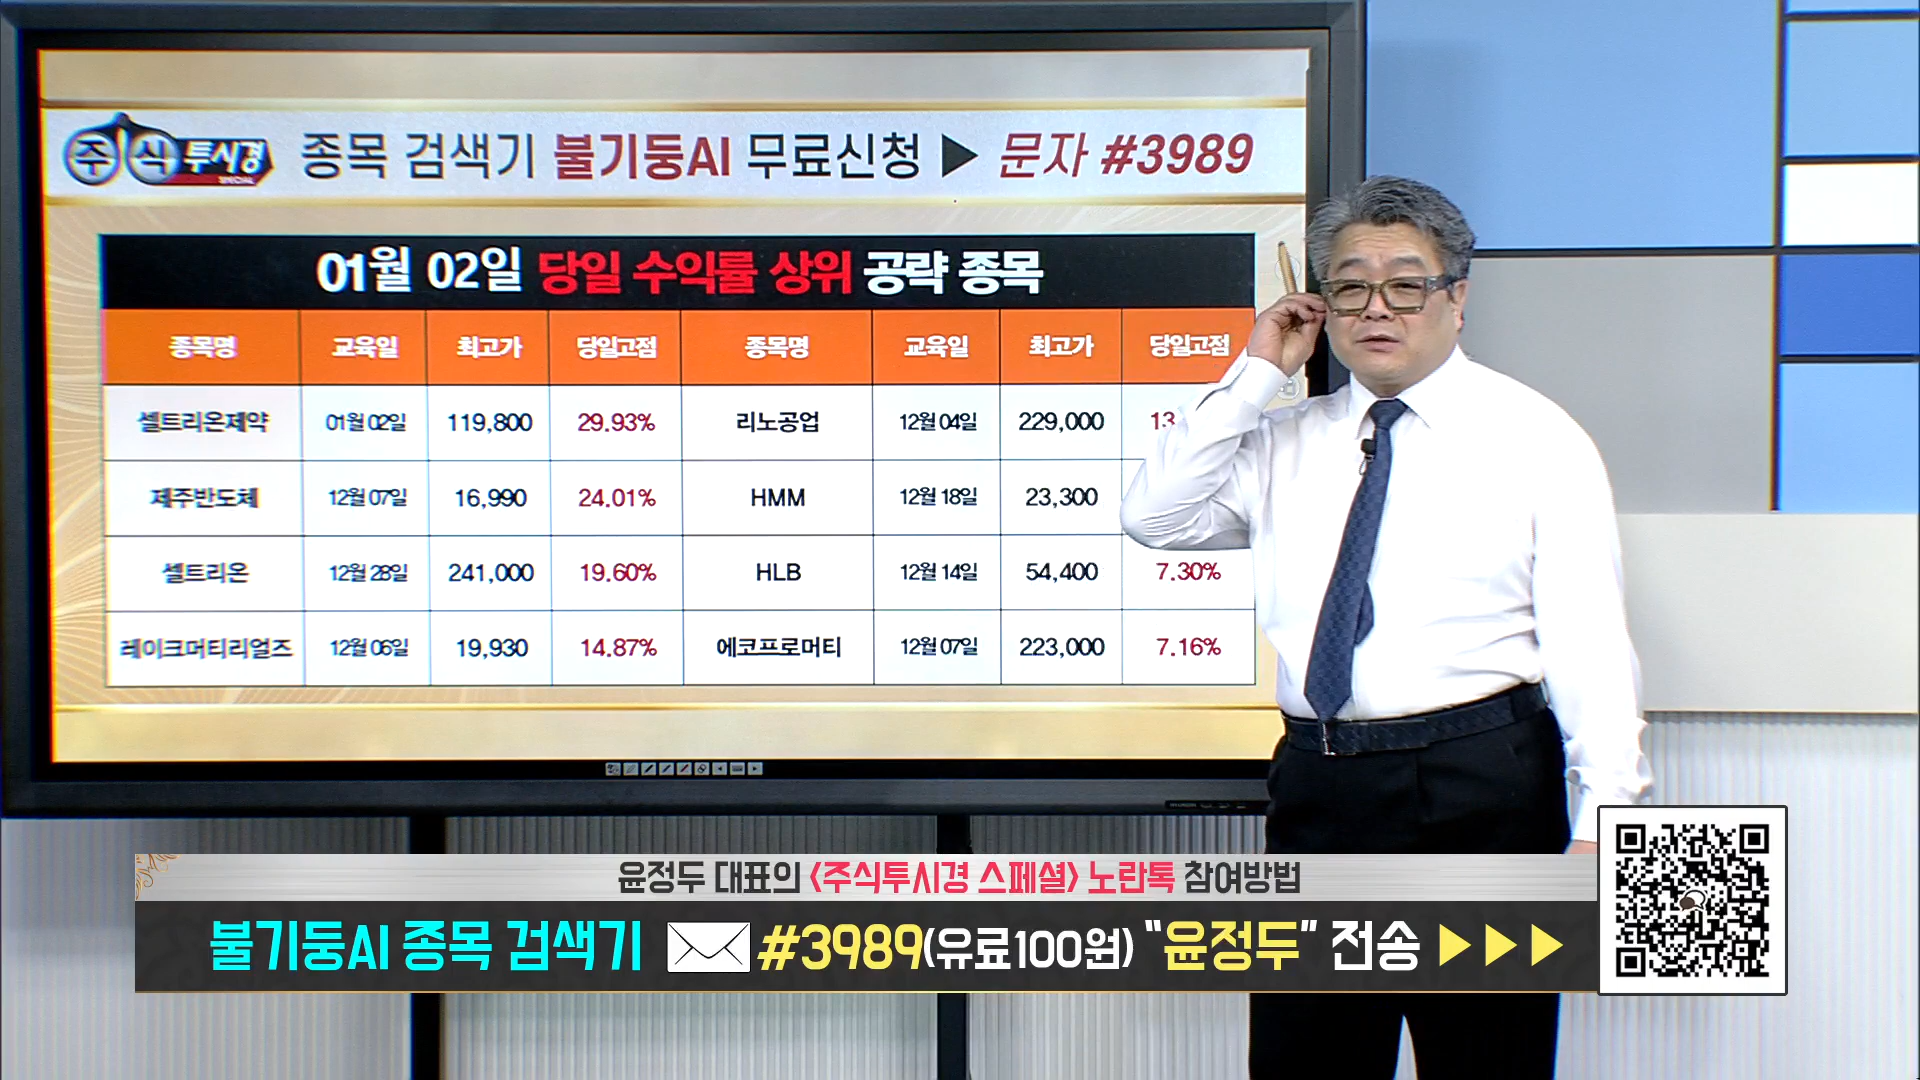 주식투시경 SPECIAL
종목 검색기 불기둥AI 무료신청 ▶ 문자 #3989
01월 02일 당일 수익률 상위 공략 종목
종목명 교육일 최고가 당일고점 종목명 교육일 최고가 당일고점
셀트리온제약 01월 02일 119,800 29.93% 리노공업 12월 04일 229,000
제주반도체 12월 07일 16,990 24.01% HMM 12월 18일 23,300
셀트리온 12월 28일 241,000 19.60% HLB 12월 14일 54,400 7.30%
레이크머티리얼즈 12월 06일 19,930 14.87% 에코프로머티 12월 07일 223,000 7.16%
윤정두 대표의 <주식투시경 스페셜> 노란톡 참여방법
불기둥AI 종목 검색기 #3989(유료100원) "윤정두" 전송 ▶▶▶